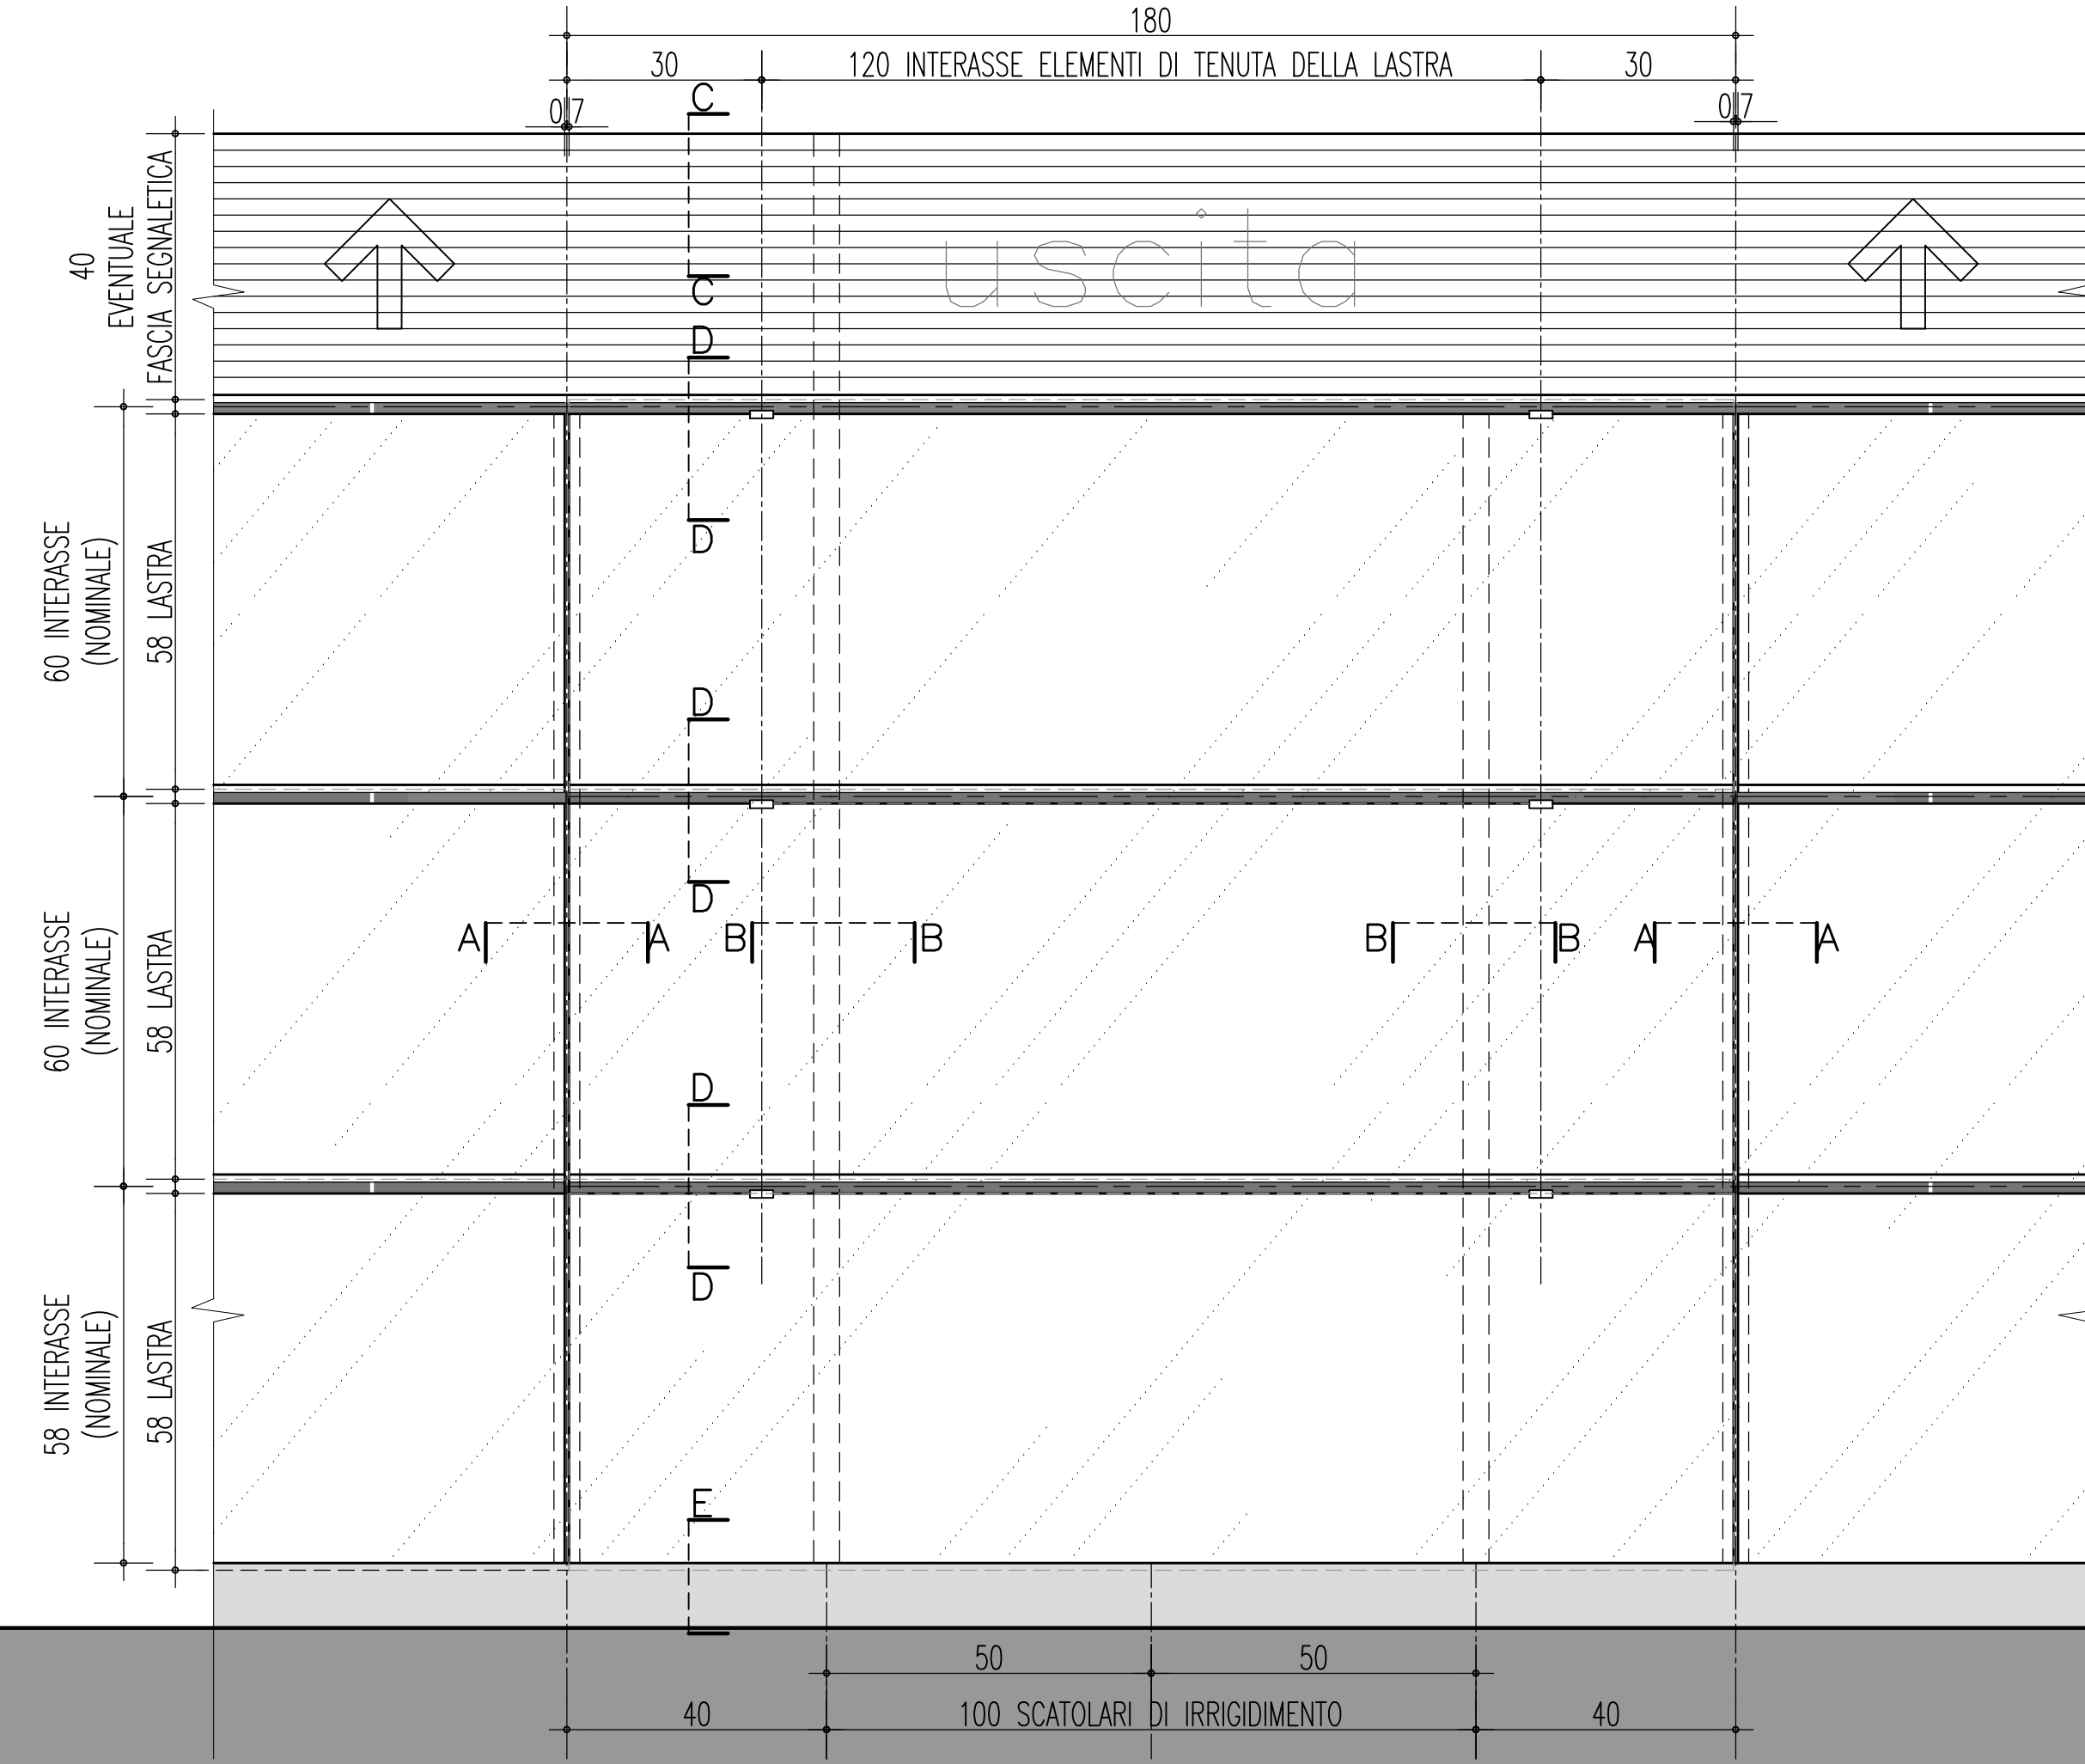 180
30
120 INTERASSE ELEMENTI DI TENUTA DELLA LASTRA
30
0,7
0,7
C
C
40
EVENTUALE
FASCIA SEGNALETICA
uscita
D
D
60 INTERASSE
(NOMINALE)
58 LASTRA
D
D
60 INTERASSE
(NOMINALE)
58 LASTRA
A
A
B
B
B
B
A
A
D
D
58 INTERASSE
(NOMINALE)
58 LASTRA
E
50
50
40
100 SCATOLARI DI IRRIGIDIMENTO
40